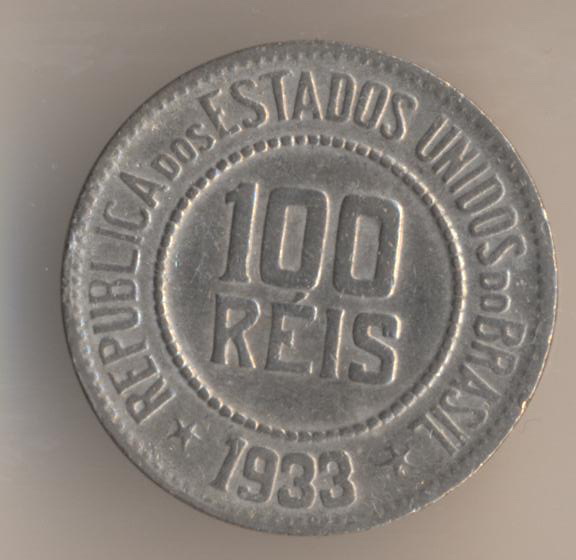 REPUBLICA DOS ESTADOS UNIDOS DO BRASIL
100
RÉIS
1933